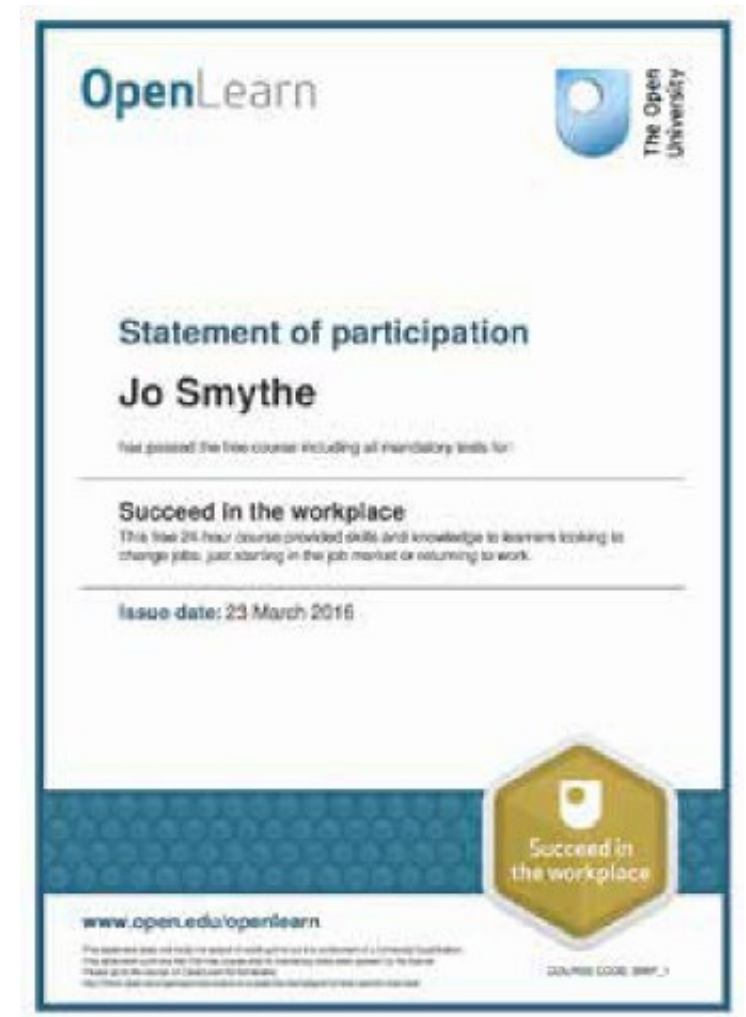 OpenLearn
The Open
University
Statement of participation
Jo Smythe
has passed the free course including all mandatory tests for:
Succeed in the workplace
This free 24-hour course provided skills and knowledge to learners looking to
change jobs, just starting in the job market or returning to work.
Issue date: 23 March 2016
Succeed in
the workplace
www.open.edu/openlearn
COURSE CODE: